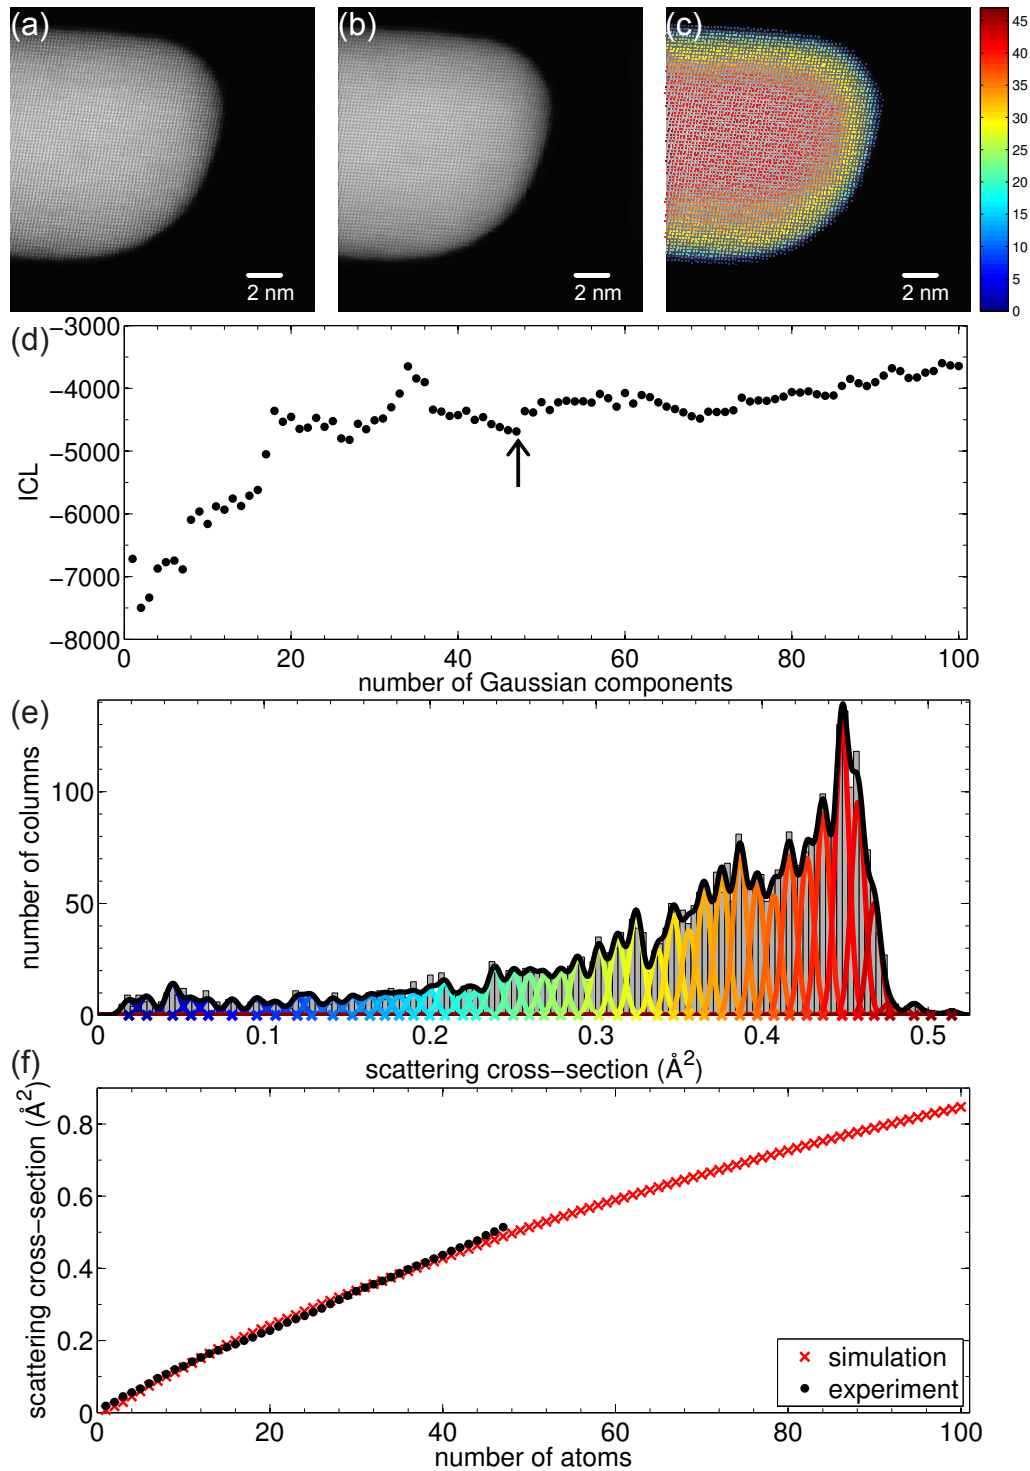 (a)
(b)
(c)
2 nm
2 nm
2 nm
45
40
35
30
25
20
15
10
5
0
(d)
−3000
−4000
−5000
−6000
−7000
−8000
ICL
0 20 40 60 80 100
number of Gaussian components
(e)
100
50
0
number of columns
0 0.1 0.2 0.3 0.4 0.5
scattering cross−section (Å²)
(f)
0.8
0.6
0.4
0.2
0
scattering cross−section (Å²)
simulation
experiment
0 20 40 60 80 100
number of atoms